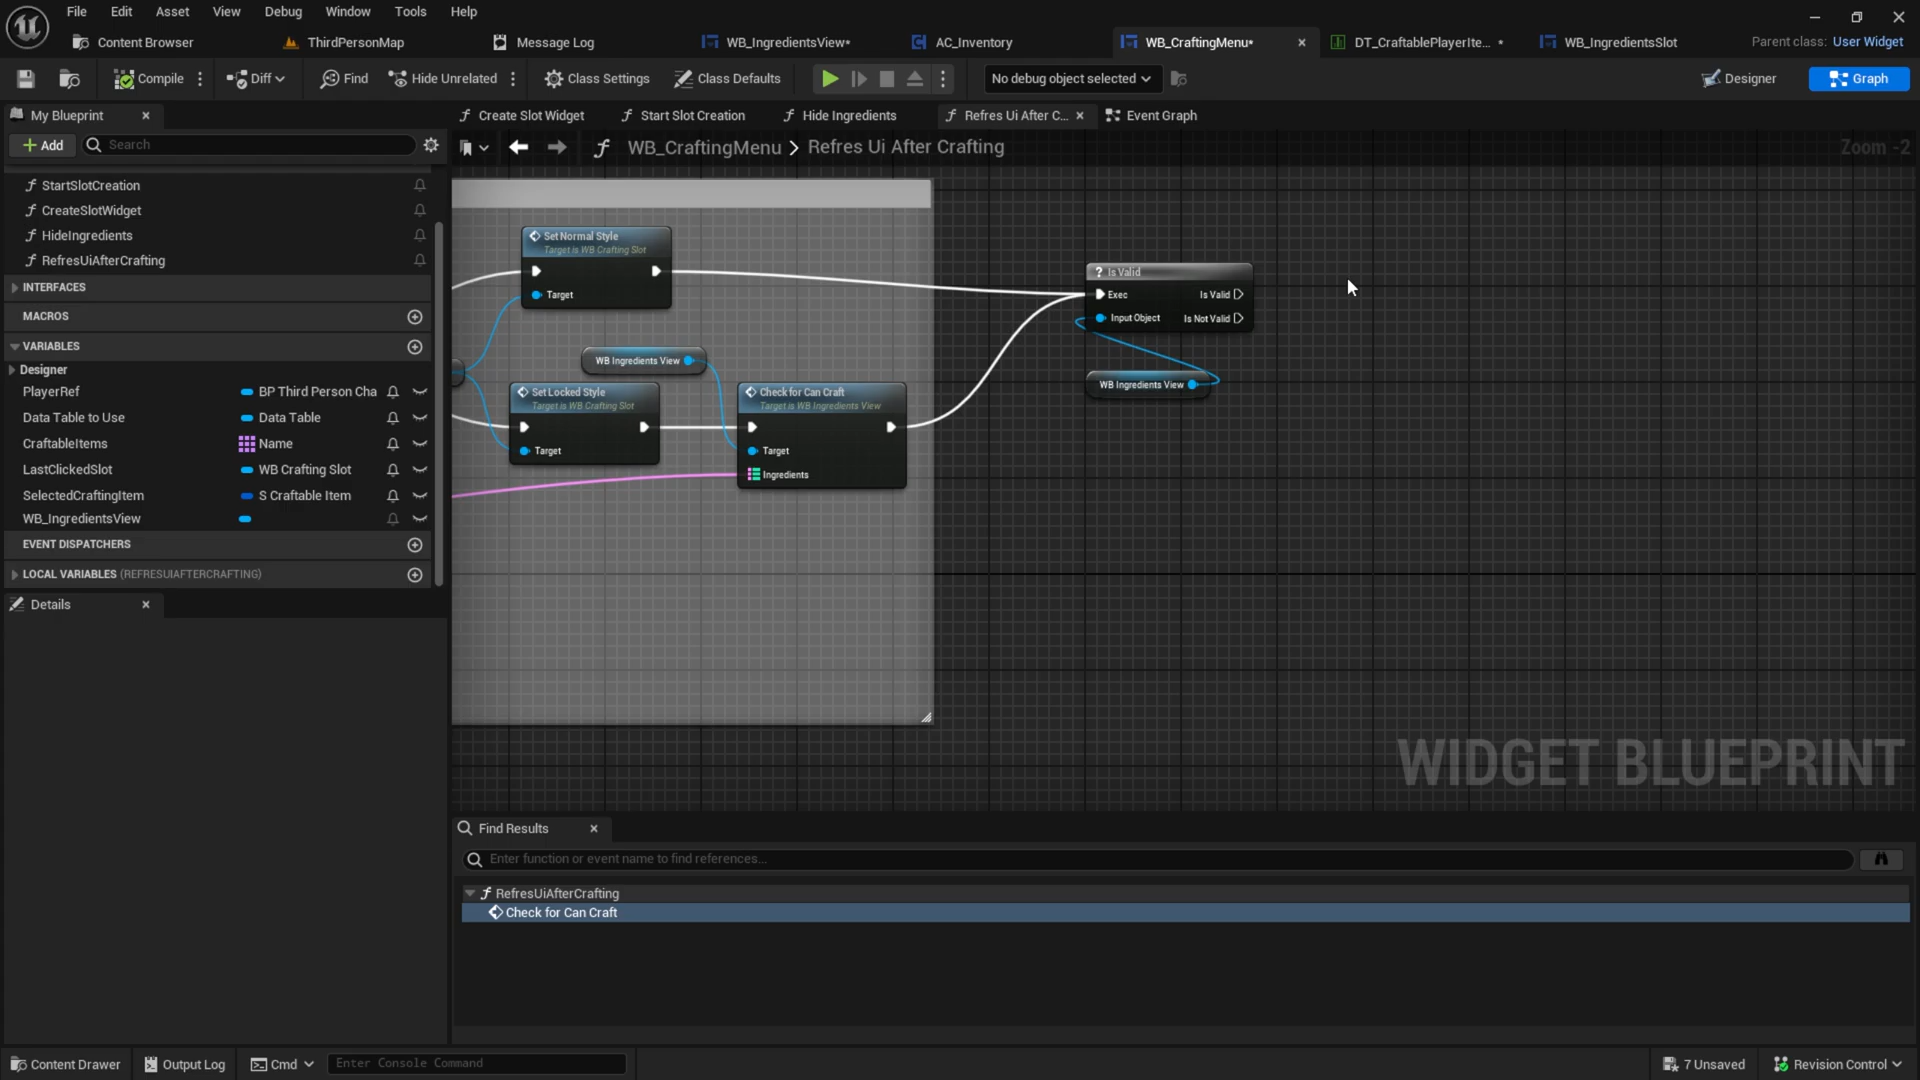 File Edit Asset View Debug Window Tools Help
Content Browser ThirdPersonMap Message Log WB_IngredientsView* AC_Inventory WB_CraftingMenu* DT_CraftablePlayerIte... * WB_IngredientsSlot Parent class: User Widget
Compile Diff Find Hide Unrelated Class Settings Class Defaults No debug object selected Designer Graph
My Blueprint
Create Slot Widget Start Slot Creation Hide Ingredients Refres Ui After C... Event Graph
Add Search
WB_CraftingMenu > Refres Ui After Crafting Zoom -2
StartSlotCreation
CreateSlotWidget
HideIngredients
RefresUiAfterCrafting
INTERFACES
MACROS
VARIABLES
Designer
PlayerRef BP Third Person Cha
Data Table to Use Data Table
CraftableItems Name
LastClickedSlot WB Crafting Slot
SelectedCraftingItem S Craftable Item
WB_IngredientsView
EVENT DISPATCHERS
LOCAL VARIABLES (REFRESUIAFTERCRAFTING)
Details
Set Normal Style
Target is WB Crafting Slot
Target
WB Ingredients View
Set Locked Style
Target is WB Crafting Slot
Target
Check for Can Craft
Target is WB Ingredients View
Target
Ingredients
? Is Valid
Exec Is Valid
Input Object Is Not Valid
WB Ingredients View
WIDGET BLUEPRINT
Find Results
Enter function or event name to find references...
RefresUiAfterCrafting
Check for Can Craft
Content Drawer Output Log Cmd Enter Console Command 7 Unsaved Revision Control